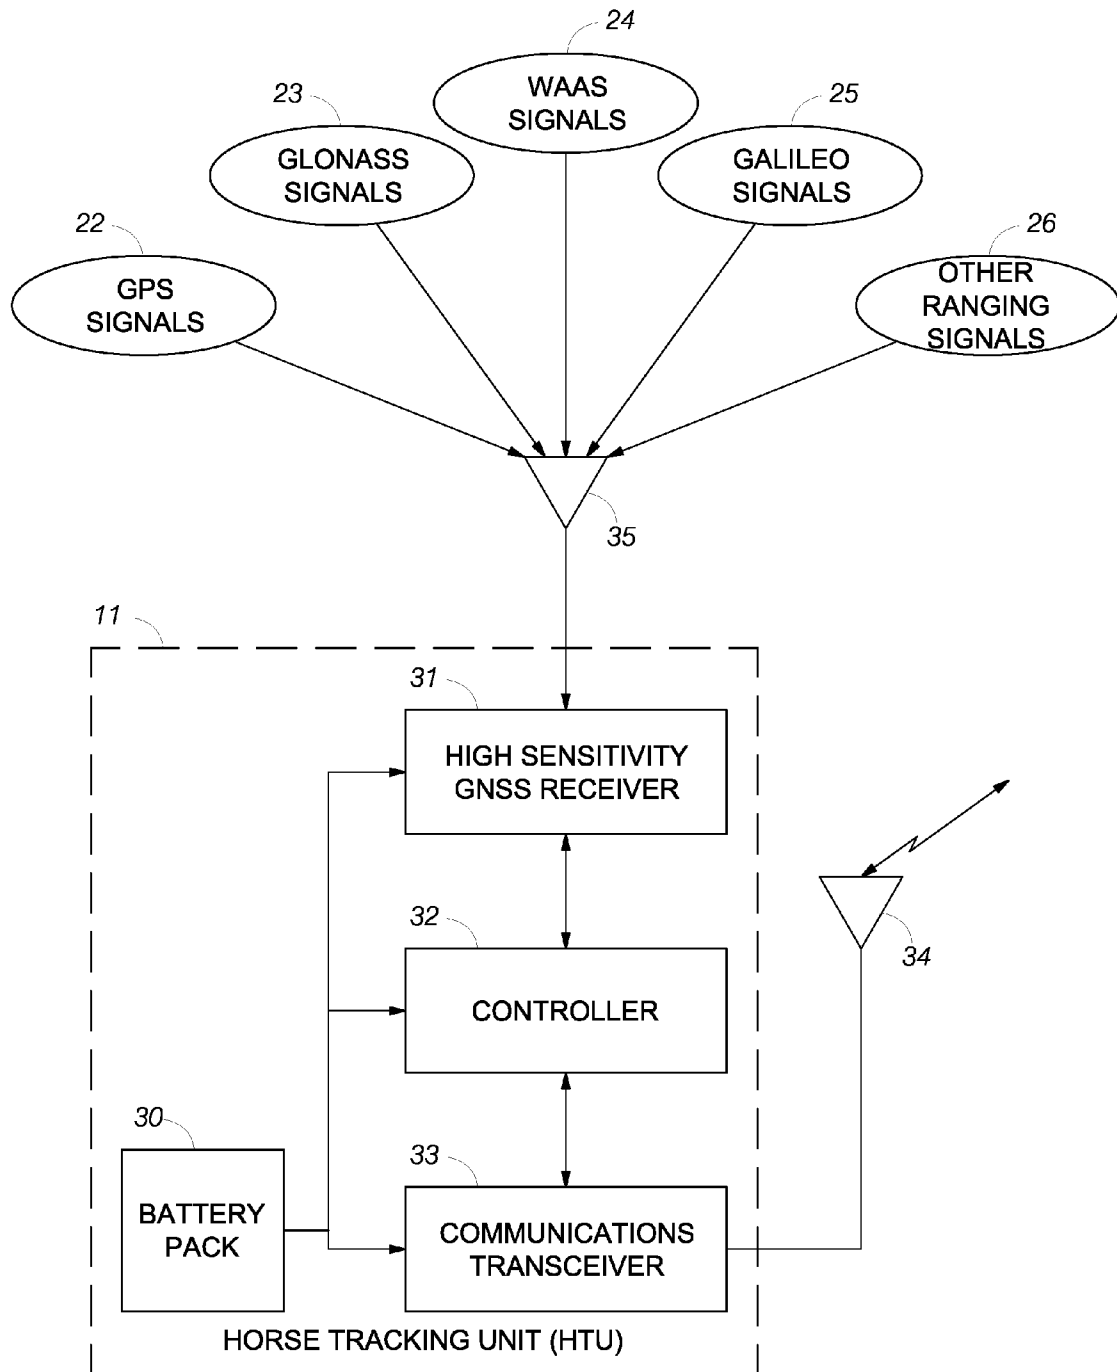 24
WAAS
SIGNALS
23
GLONASS
SIGNALS
25
GALILEO
SIGNALS
22
GPS
SIGNALS
26
OTHER
RANGING
SIGNALS
35
11
31
HIGH SENSITIVITY
GNSS RECEIVER
32
CONTROLLER
34
30
BATTERY
PACK
33
COMMUNICATIONS
TRANSCEIVER
HORSE TRACKING UNIT (HTU)